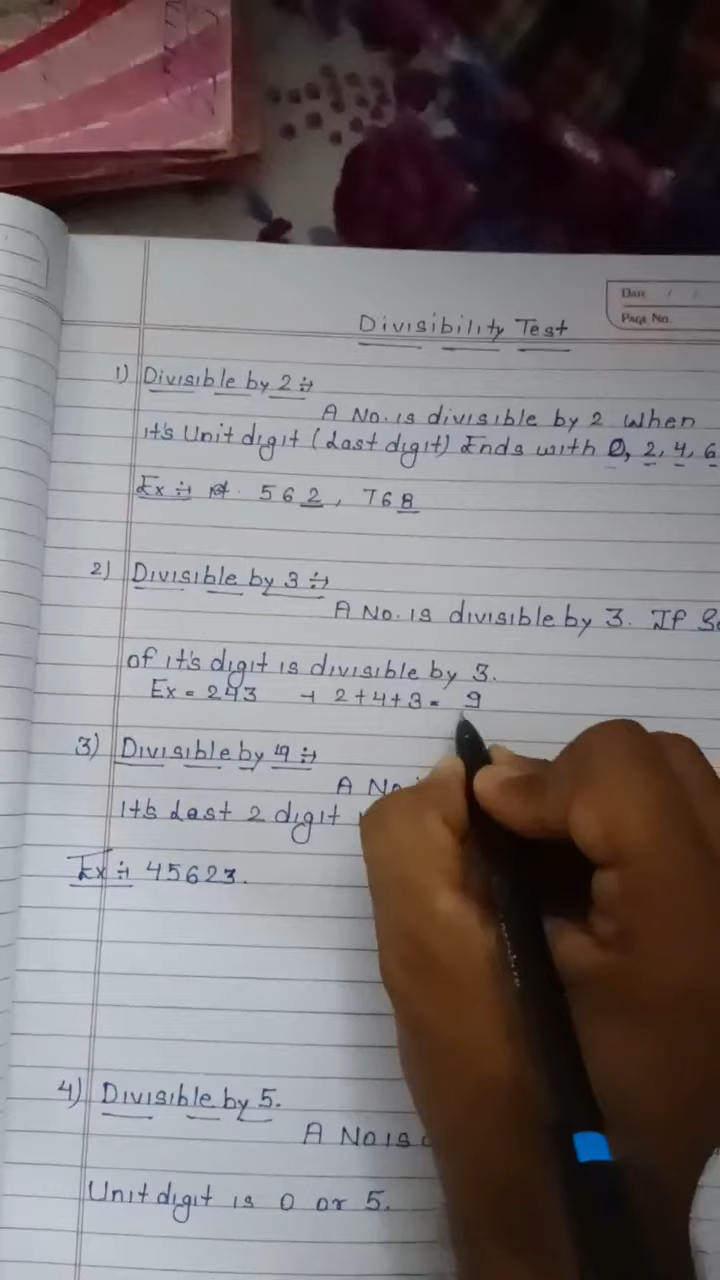 Date / /
Page No.
Divisibility Test
1) Divisible by 2 :→
A No. is divisible by 2 when
it's Unit digit (Last digit) Ends with 0, 2, 4, 6
Ex :→ 562, 768
2) Divisible by 3 :→
A No. is divisible by 3. If
of it's digit is divisible by 3.
Ex = 243 → 2+4+3 = 9
3) Divisible by 4 :→
A No.
it's Last 2 digit
Ex :→ 45623.
4) Divisible by 5.
A No is
Unit digit is 0 or 5.